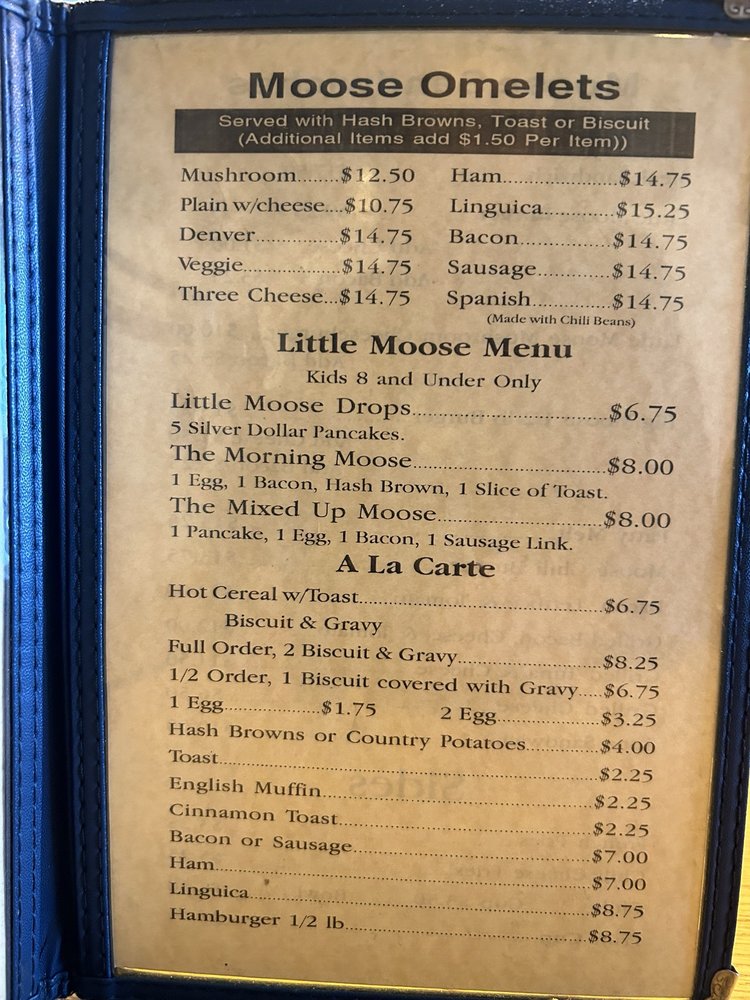 Moose Omelets
Served with Hash Browns, Toast or Biscuit
(Additional Items add $1.50 Per Item))
Mushroom........$12.50 Ham.....................$14.75
Plain w/cheese....$10.75 Linguica.............$15.25
Denver...............$14.75 Bacon.................$14.75
Veggie.................$14.75 Sausage.............$14.75
Three Cheese...$14.75 Spanish..............$14.75
(Made with Chili Beans)
Little Moose Menu
Kids 8 and Under Only
Little Moose Drops...............................$6.75
5 Silver Dollar Pancakes.
The Morning Moose..............................$8.00
1 Egg, 1 Bacon, Hash Brown, 1 Slice of Toast.
The Mixed Up Moose..........................$8.00
1 Pancake, 1 Egg, 1 Bacon, 1 Sausage Link.
A La Carte
Hot Cereal w/Toast............................................$6.75
Biscuit & Gravy
Full Order, 2 Biscuit & Gravy..........................$8.25
1/2 Order, 1 Biscuit covered with Gravy.....$6.75
1 Egg..................$1.75 2 Egg...................$3.25
Hash Browns or Country Potatoes.............$4.00
Toast......................................................................$2.25
English Muffin...................................................$2.25
Cinnamon Toast................................................$2.25
Bacon or Sausage.............................................$7.00
Ham.....................................................................$7.00
Linguica..............................................................$8.75
Hamburger 1/2 lb..............................................$8.75